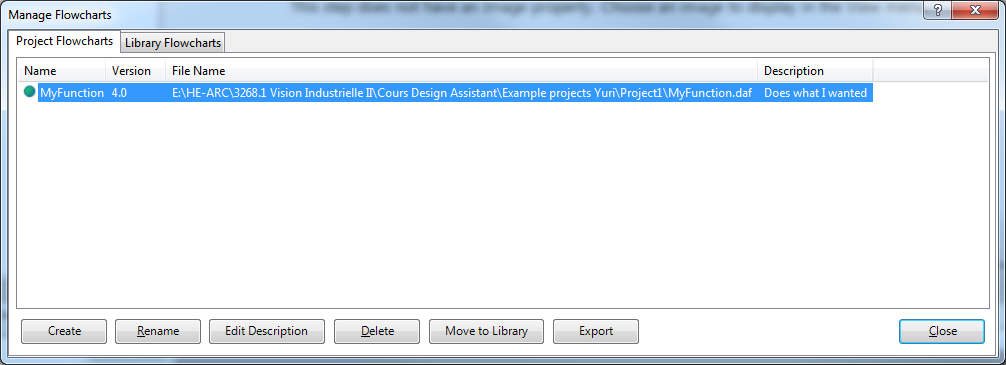 This step does not have an image property. Choose an image to display in the View menu
Manage Flowcharts
Project Flowcharts Library Flowcharts
Name Version File Name Description
MyFunction 4.0 E:\HE-ARC\3268.1 Vision Industrielle II\Cours Design Assistant\Example projects Yuri\Project1\MyFunction.daf Does what I wanted
Create Rename Edit Description Delete Move to Library Export Close